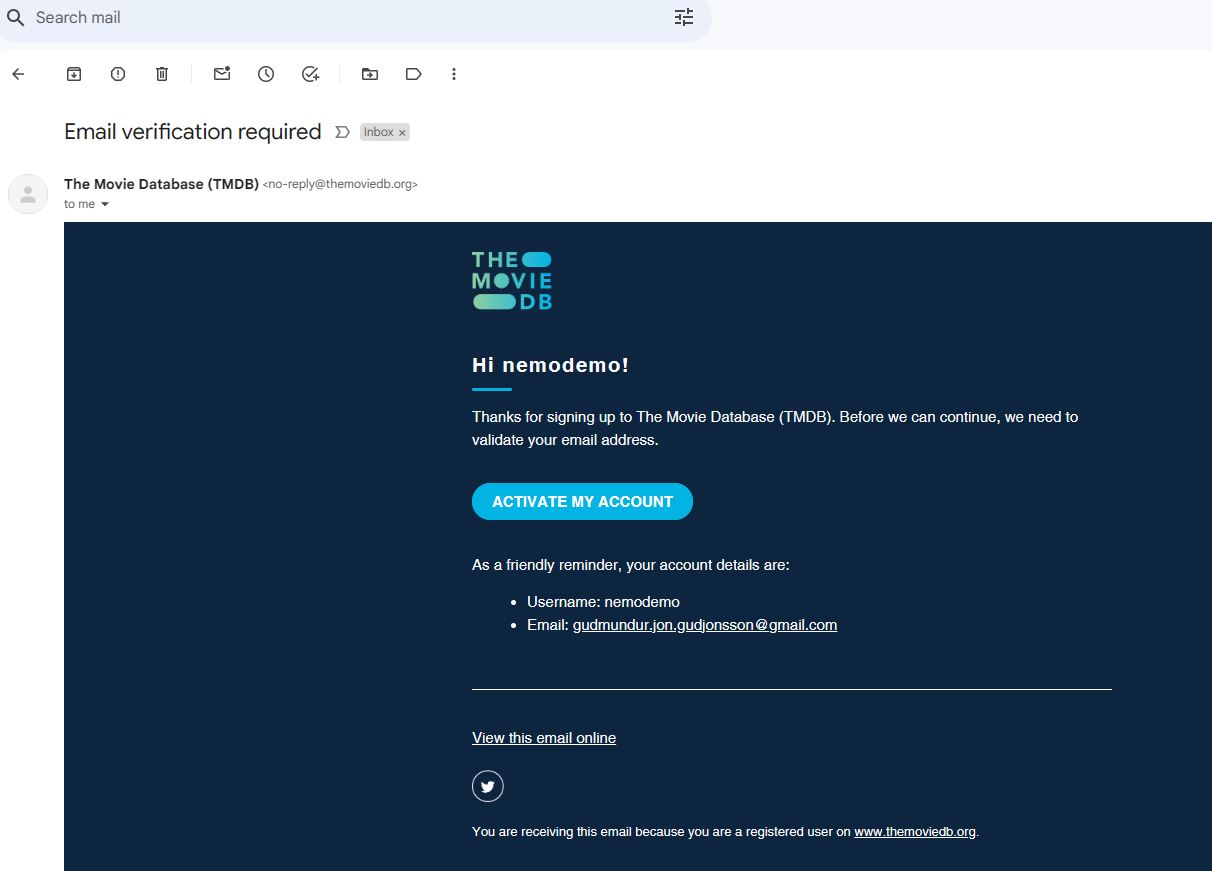 Search mail
Email verification required Inbox ×
The Movie Database (TMDB) <no-reply@themoviedb.org>
to me
THE
MOVIE
DB
Hi nemodemo!
Thanks for signing up to The Movie Database (TMDB). Before we can continue, we need to
validate your email address.
ACTIVATE MY ACCOUNT
As a friendly reminder, your account details are:
• Username: nemodemo
• Email: gudmundur.jon.gudjonsson@gmail.com
View this email online
You are receiving this email because you are a registered user on www.themoviedb.org.